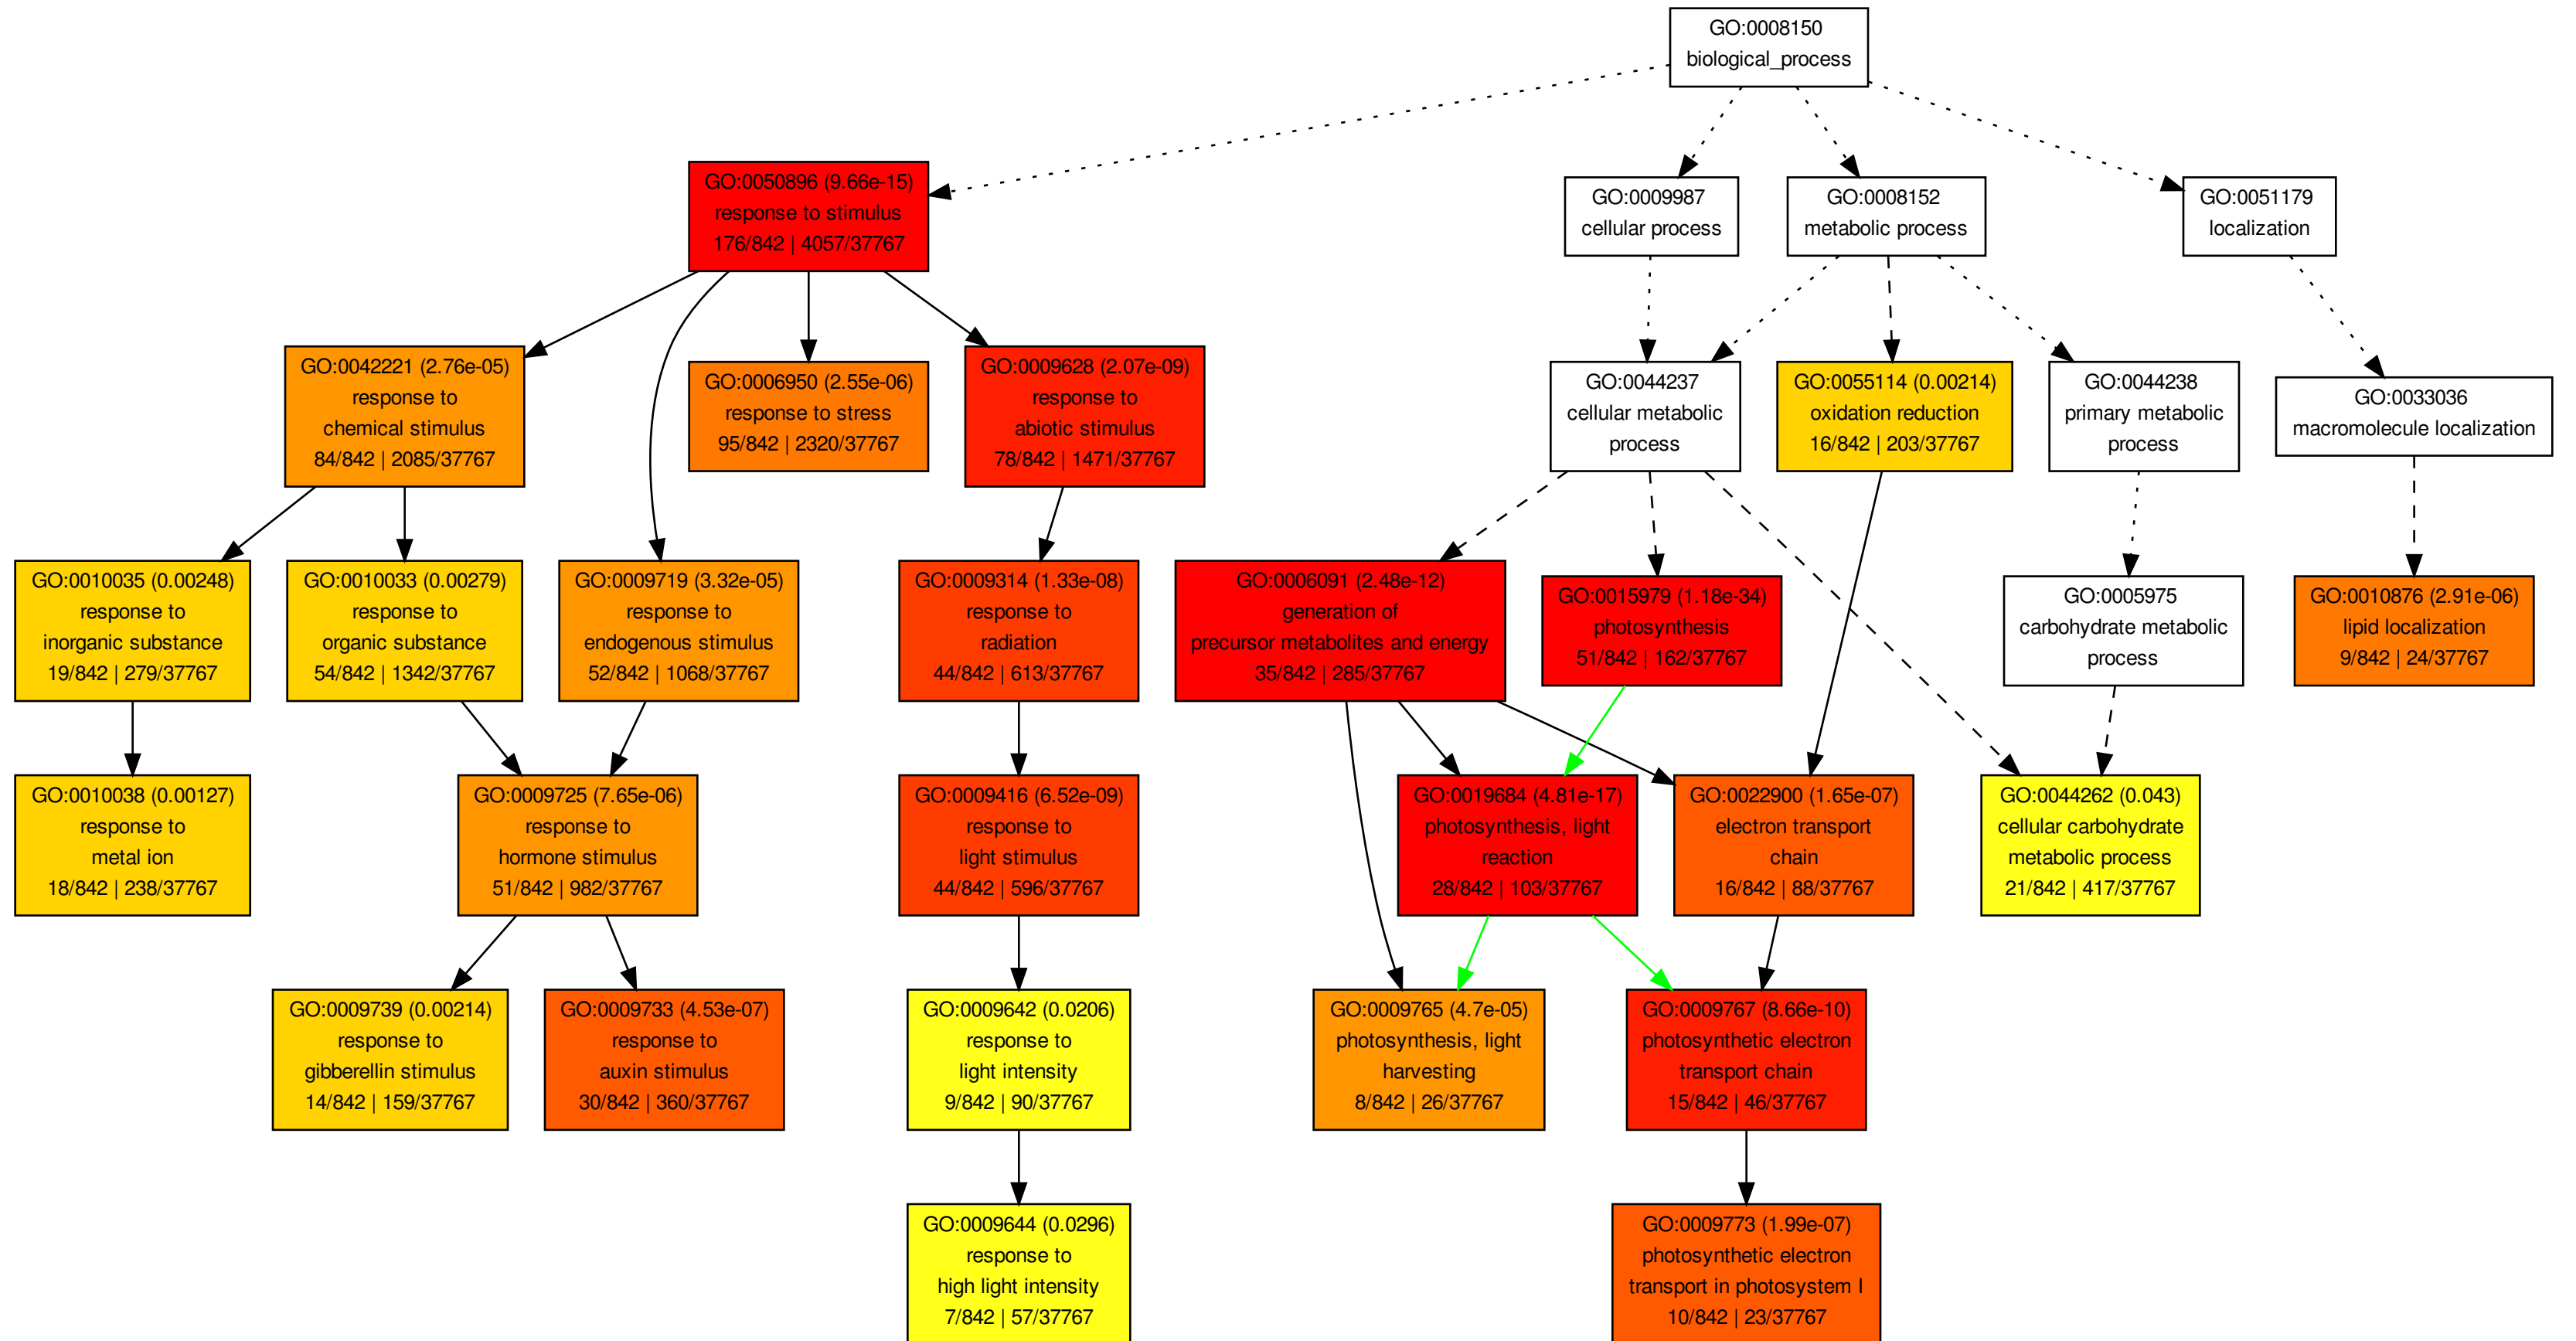 GO:0008150
biological_process
GO:0050896 (9.66e-15)
response to stimulus
176/842 | 4057/37767
GO:0009987
cellular process
GO:0008152
metabolic process
GO:0051179
localization
GO:0042221 (2.76e-05)
response to
chemical stimulus
84/842 | 2085/37767
GO:0006950 (2.55e-06)
response to stress
95/842 | 2320/37767
GO:0009628 (2.07e-09)
response to
abiotic stimulus
78/842 | 1471/37767
GO:0044237
cellular metabolic
process
GO:0055114 (0.00214)
oxidation reduction
16/842 | 203/37767
GO:0044238
primary metabolic
process
GO:0033036
macromolecule localization
GO:0010035 (0.00248)
response to
inorganic substance
19/842 | 279/37767
GO:0010033 (0.00279)
response to
organic substance
54/842 | 1342/37767
GO:0009719 (3.32e-05)
response to
endogenous stimulus
52/842 | 1068/37767
GO:0009314 (1.33e-08)
response to
radiation
44/842 | 613/37767
GO:0006091 (2.48e-12)
generation of
precursor metabolites and energy
35/842 | 285/37767
GO:0015979 (1.18e-34)
photosynthesis
51/842 | 162/37767
GO:0005975
carbohydrate metabolic
process
GO:0010876 (2.91e-06)
lipid localization
9/842 | 24/37767
GO:0010038 (0.00127)
response to
metal ion
18/842 | 238/37767
GO:0009725 (7.65e-06)
response to
hormone stimulus
51/842 | 982/37767
GO:0009416 (6.52e-09)
response to
light stimulus
44/842 | 596/37767
GO:0019684 (4.81e-17)
photosynthesis, light
reaction
28/842 | 103/37767
GO:0022900 (1.65e-07)
electron transport
chain
16/842 | 88/37767
GO:0044262 (0.043)
cellular carbohydrate
metabolic process
21/842 | 417/37767
GO:0009739 (0.00214)
response to
gibberellin stimulus
14/842 | 159/37767
GO:0009733 (4.53e-07)
response to
auxin stimulus
30/842 | 360/37767
GO:0009642 (0.0206)
response to
light intensity
9/842 | 90/37767
GO:0009765 (4.7e-05)
photosynthesis, light
harvesting
8/842 | 26/37767
GO:0009767 (8.66e-10)
photosynthetic electron
transport chain
15/842 | 46/37767
GO:0009644 (0.0296)
response to
high light intensity
7/842 | 57/37767
GO:0009773 (1.99e-07)
photosynthetic electron
transport in photosystem I
10/842 | 23/37767